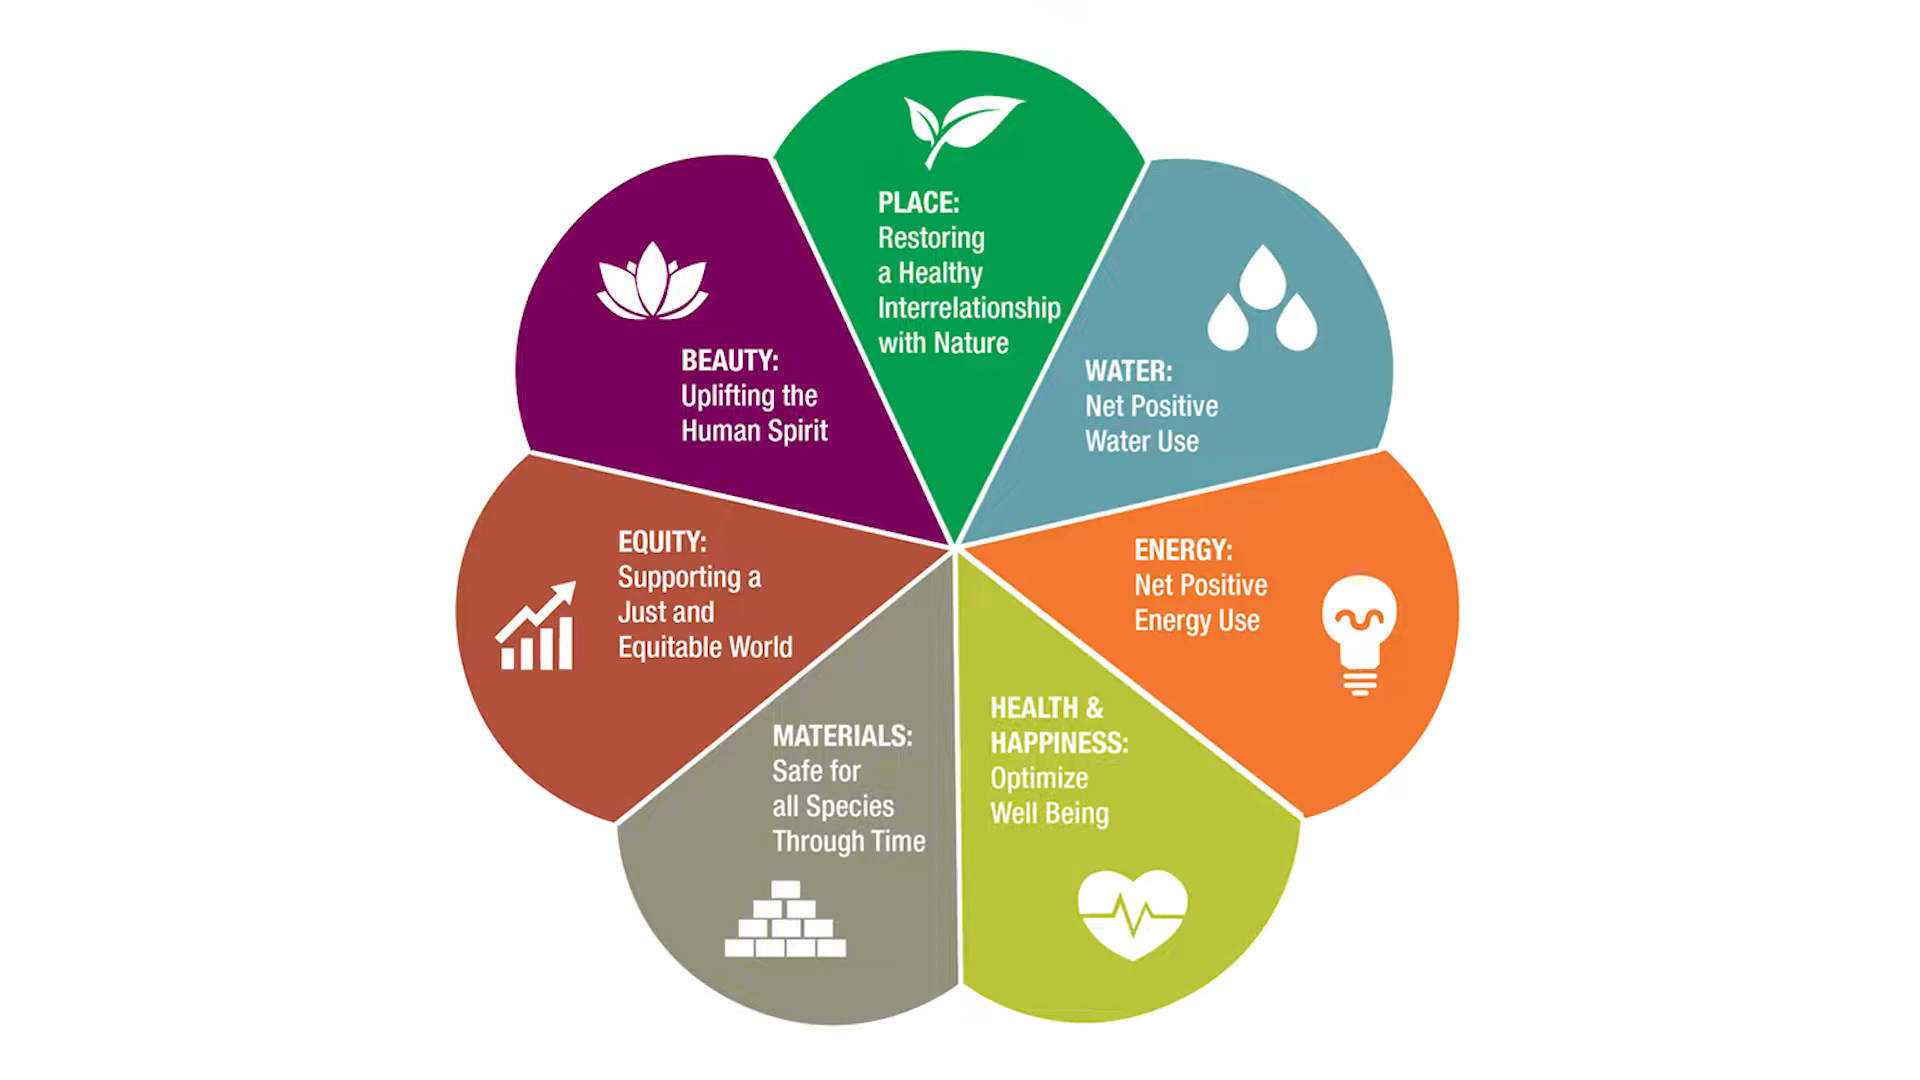 PLACE:
Restoring
a Healthy
Interrelationship
with Nature
WATER:
Net Positive
Water Use
ENERGY:
Net Positive
Energy Use
HEALTH &
HAPPINESS:
Optimize
Well Being
MATERIALS:
Safe for
all Species
Through Time
EQUITY:
Supporting a
Just and
Equitable World
BEAUTY:
Uplifting the
Human Spirit